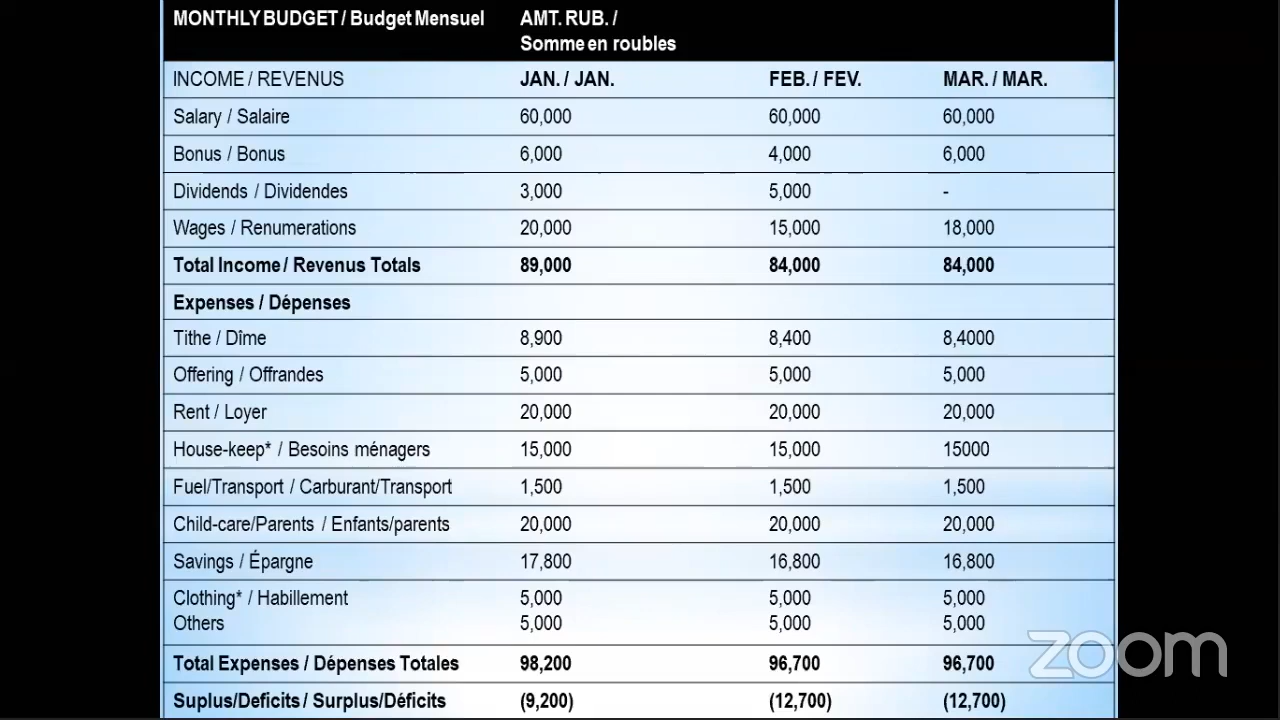 MONTHLY BUDGET / Budget Mensuel AMT. RUB. /
Somme en roubles
INCOME / REVENUS JAN. / JAN. FEB. / FEV. MAR. / MAR.
Salary / Salaire 60,000 60,000 60,000
Bonus / Bonus 6,000 4,000 6,000
Dividends / Dividendes 3,000 5,000 -
Wages / Renumerations 20,000 15,000 18,000
Total Income / Revenus Totals 89,000 84,000 84,000
Expenses / Dépenses
Tithe / Dîme 8,900 8,400 8,4000
Offering / Offrandes 5,000 5,000 5,000
Rent / Loyer 20,000 20,000 20,000
House-keep* / Besoins ménagers 15,000 15,000 15000
Fuel/Transport / Carburant/Transport 1,500 1,500 1,500
Child-care/Parents / Enfants/parents 20,000 20,000 20,000
Savings / Épargne 17,800 16,800 16,800
Clothing* / Habillement 5,000 5,000 5,000
Others 5,000 5,000 5,000
Total Expenses / Dépenses Totales 98,200 96,700 96,700
Suplus/Deficits / Surplus/Déficits (9,200) (12,700) (12,700)
zoom